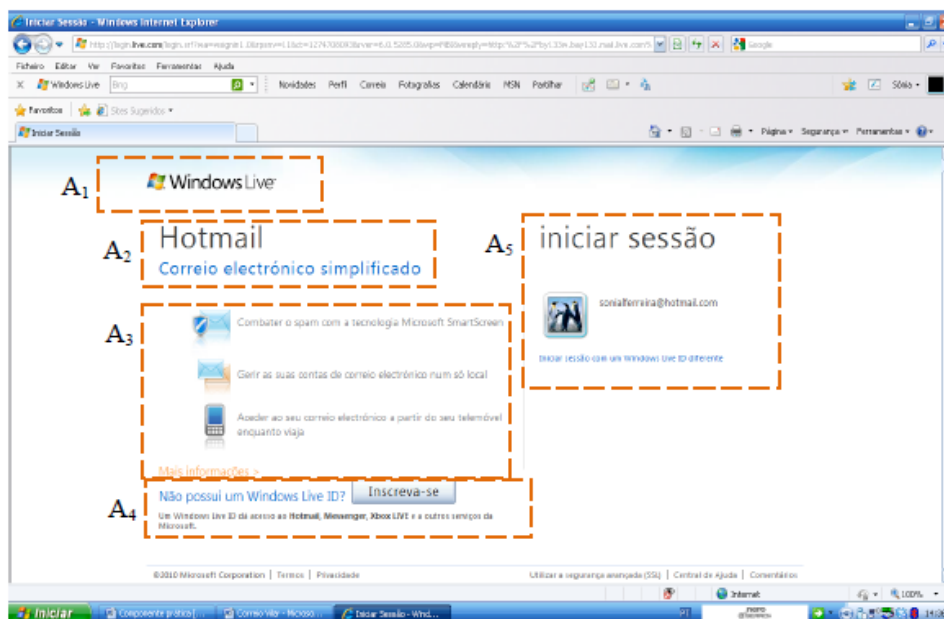 Iniciar Sessão - Windows Internet Explorer
Google
Ficheiro Editar Ver Favoritos Ferramentas Ajuda
Windows Live Bing Novidades Perfil Correio Fotografias Calendário MSN Partilhar Sónia
Favoritos Sites Sugeridos
Iniciar Sessão Página Segurança Ferramentas
A1
Windows Live
A2
Hotmail
Correio electrónico simplificado
A3
Combater o spam com a tecnologia Microsoft SmartScreen
Gerir as suas contas de correio electrónico num só local
Aceder ao seu correio electrónico a partir do seu telemóvel
enquanto viaja
Mais informações >
A4
Não possui um Windows Live ID? Inscreva-se
Um Windows Live ID dá acesso ao Hotmail, Messenger, Xbox LIVE e a outros serviços da
Microsoft.
A5
iniciar sessão
sonialferreira@hotmail.com
Iniciar sessão com um Windows Live ID diferente
©2010 Microsoft Corporation | Termos | Privacidade Utilizar a segurança avançada (SSL) | Central de Ajuda | Comentários
Internet 100%
Iniciar Componente prática Iniciar Sessão - Wind... PT